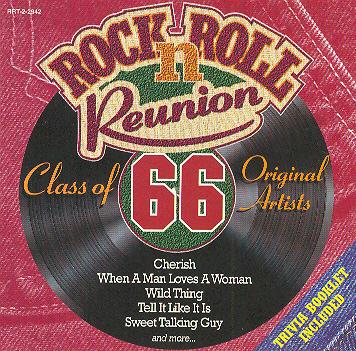 RRT-2-2942
ROCK n ROLL
Reunion
Class of 66 Original Artists
Cherish
When A Man Loves A Woman
Wild Thing
Tell It Like It Is
Sweet Talking Guy
and more...
TRIVIA BOOKLET
INCLUDED